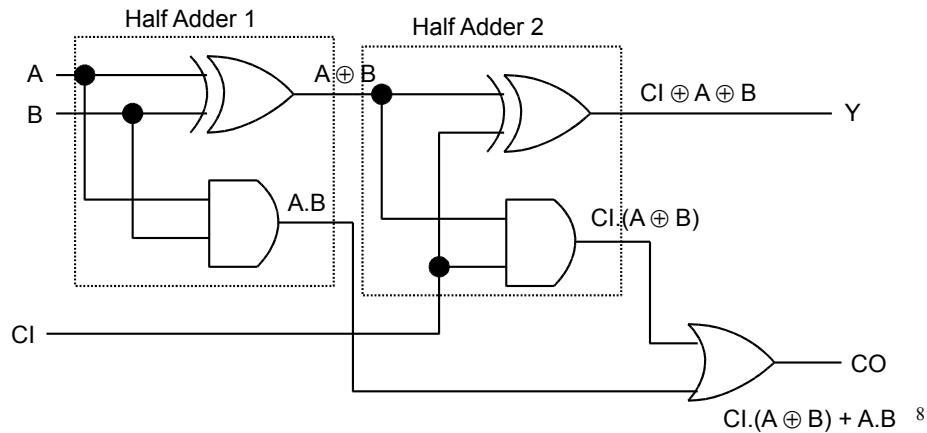 Half Adder 1
Half Adder 2
A
A ⊕ B
CI ⊕ A ⊕ B
B
Y
A.B
CI.(A ⊕ B)
CI
CO
CI.(A ⊕ B) + A.B
8